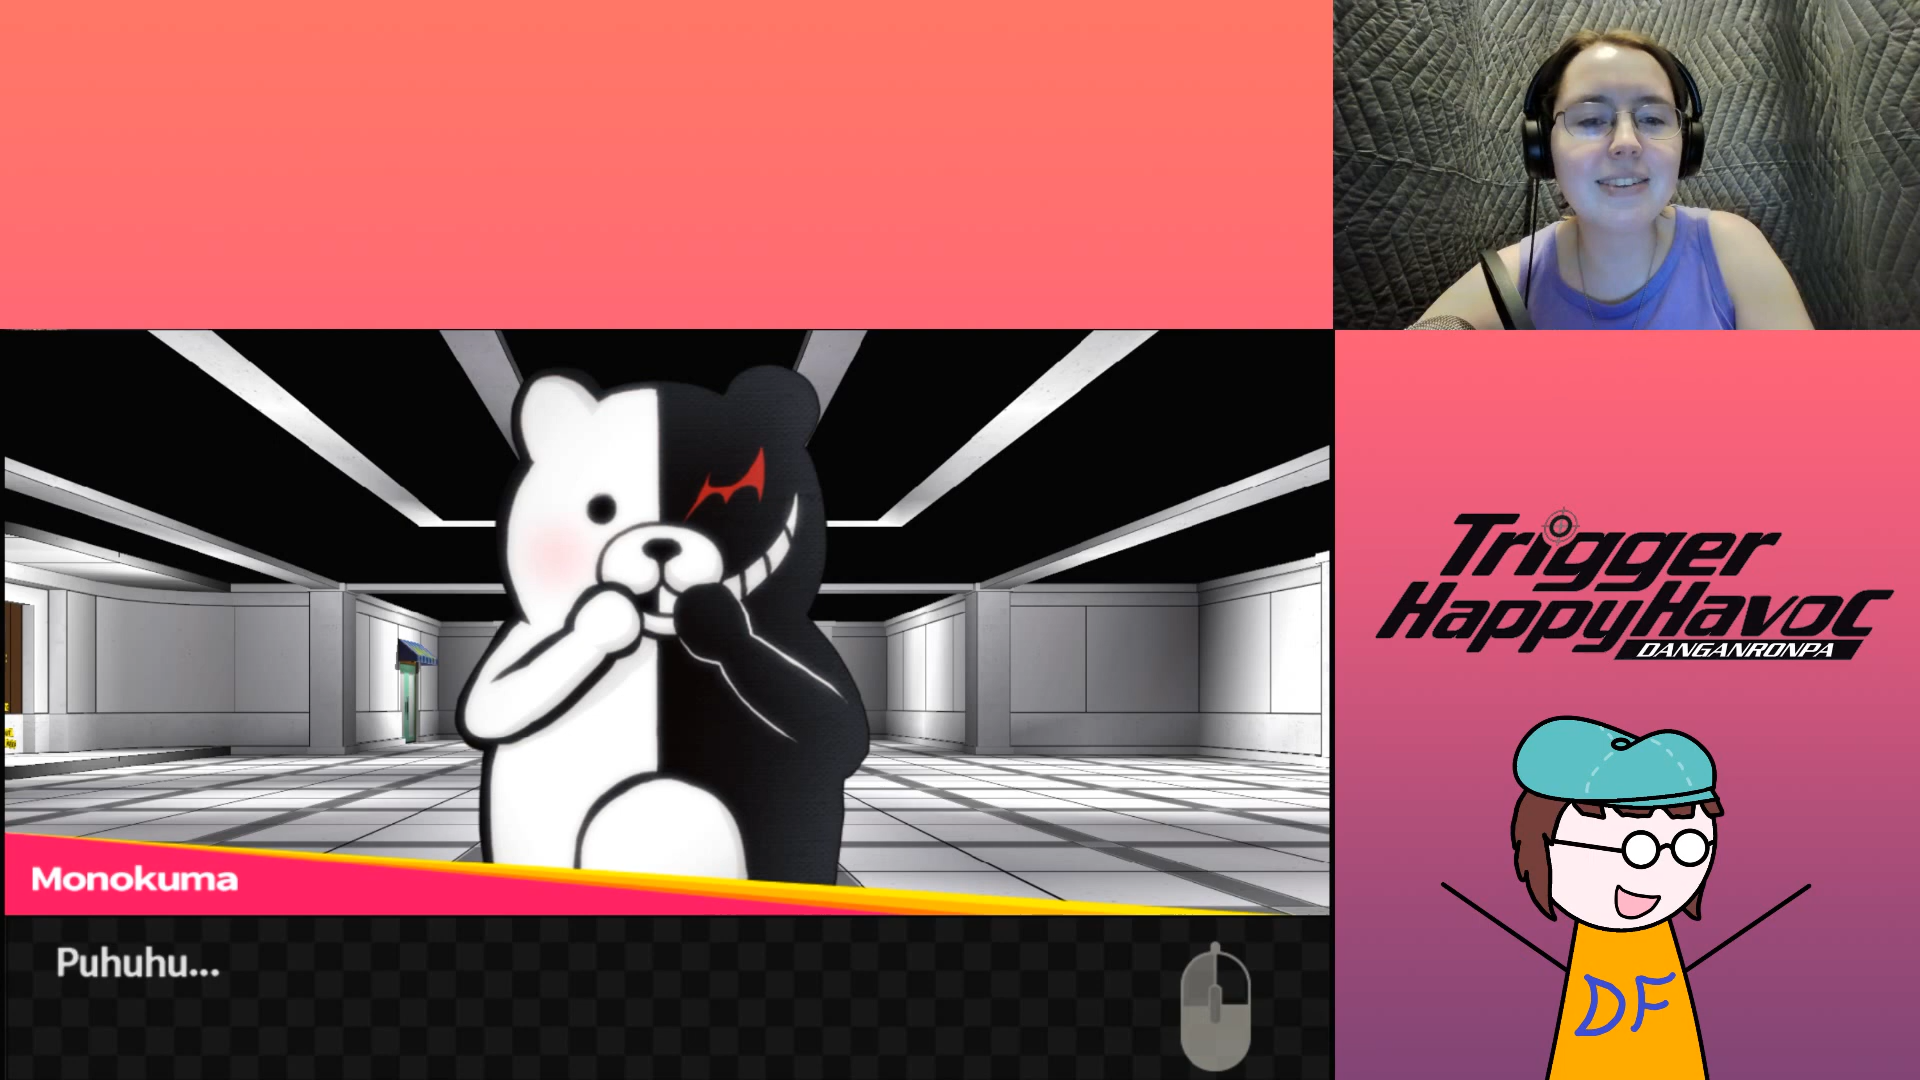 Trigger
Happy Havoc
DANGANRONPA
Monokuma
Puhuhu...
DF